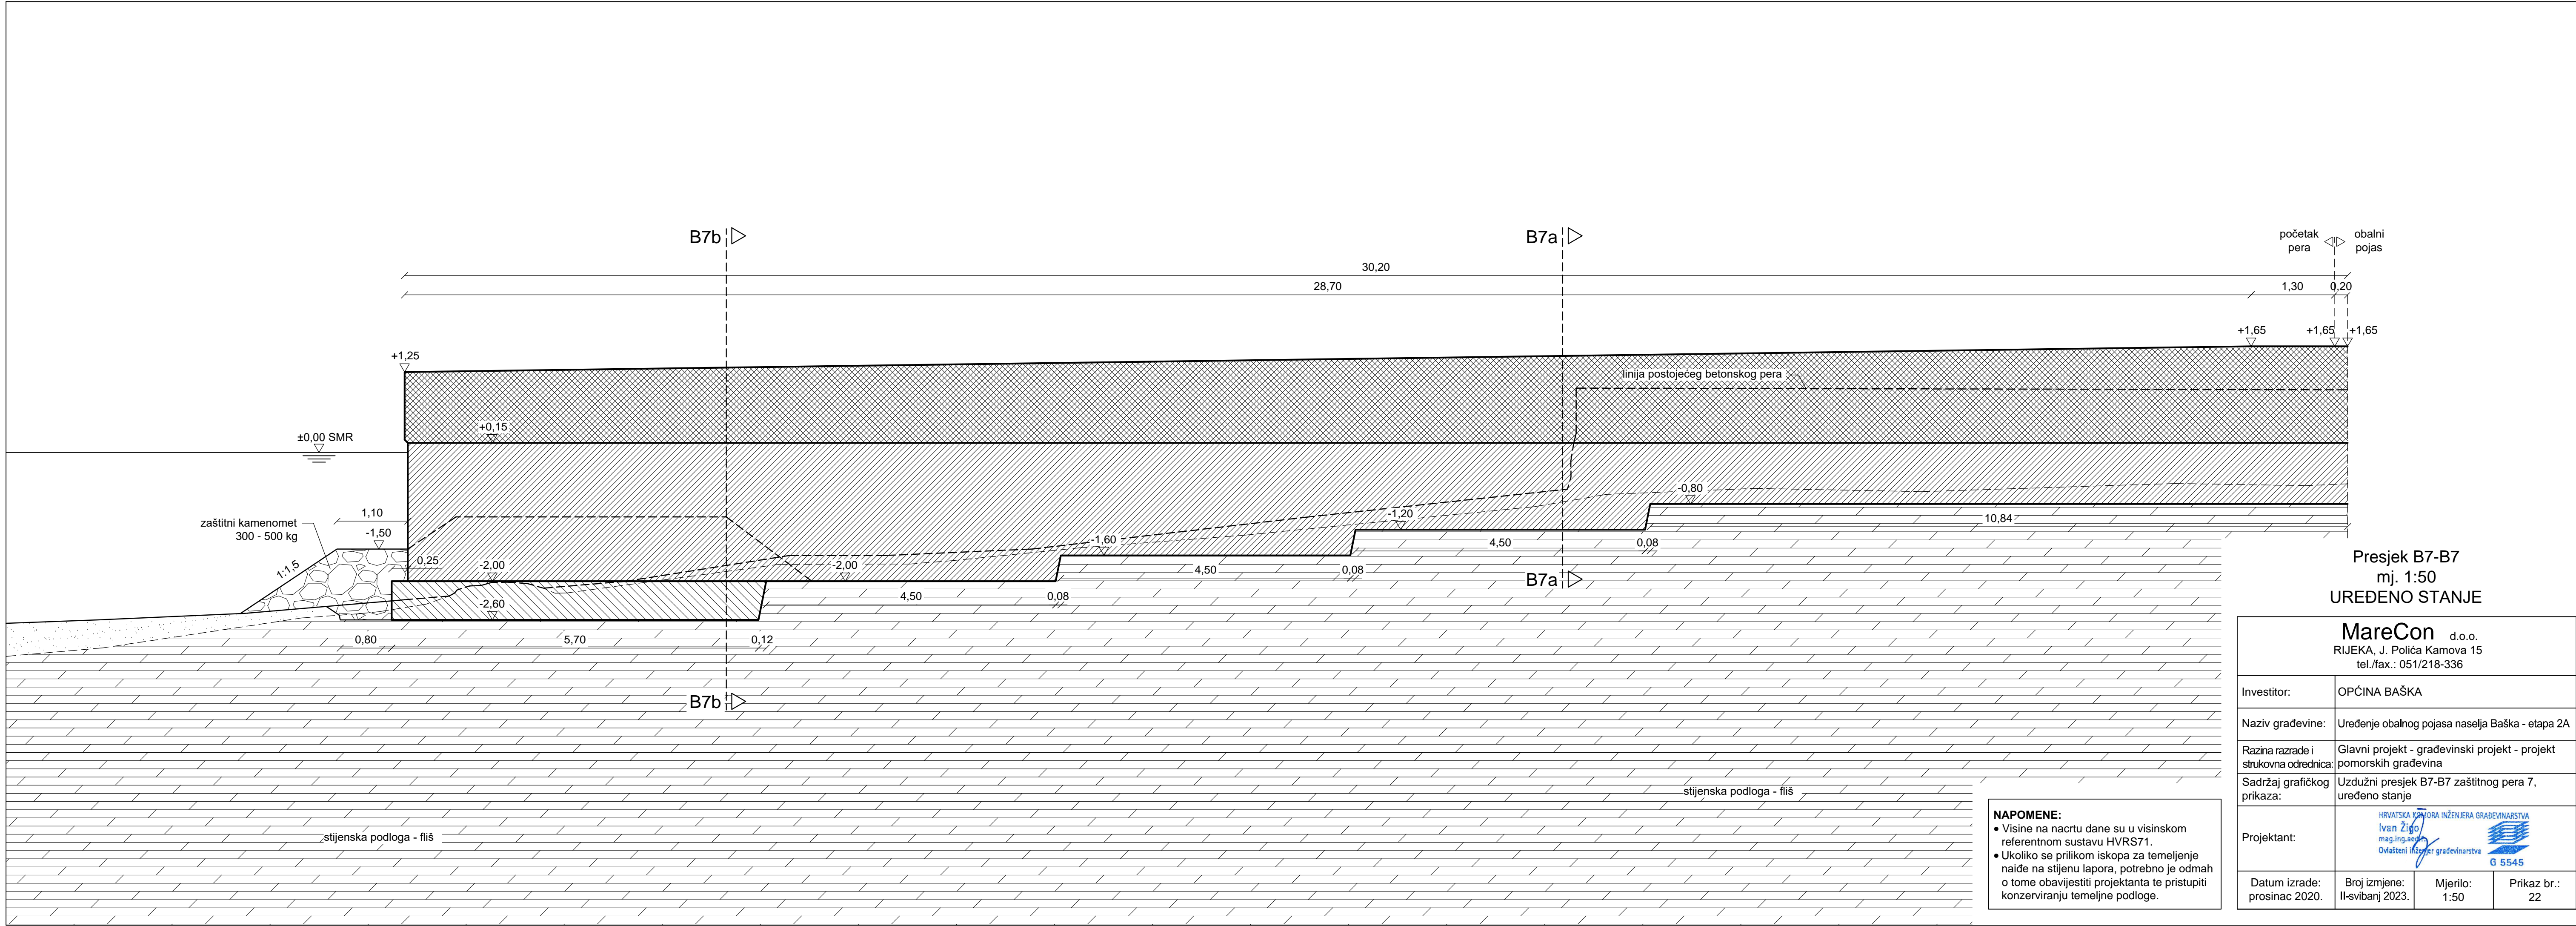 B7b
B7a
početak
pera
obalni
pojas
30,20
28,70
1,30
0,20
+1,65
+1,65
+1,65
+1,25
linija postojećeg betonskog pera
+0,15
±0,00 SMR
-0,80
1,10
-1,20
10,84
zaštitni kamenomet
300 - 500 kg
-1,50
-1,60
4,50
0,08
1:1,5
0,25
-2,00
-2,00
4,50
0,08
B7a
4,50
0,08
-2,60
0,80
5,70
0,12
B7b
stijenska podloga - fliš
stijenska podloga - fliš
NAPOMENE:
• Visine na nacrtu dane su u visinskom
referentnom sustavu HVRS71.
• Ukoliko se prilikom iskopa za temeljenje
naiđe na stijenu lapora, potrebno je odmah
o tome obavijestiti projektanta te pristupiti
konzerviranju temeljne podloge.
Presjek B7-B7
mj. 1:50
UREĐENO STANJE
MareCon d.o.o.
RIJEKA, J. Polića Kamova 15
tel./fax.: 051/218-336
Investitor:
OPĆINA BAŠKA
Naziv građevine:
Uređenje obalnog pojasa naselja Baška - etapa 2A
Razina razrade i
strukovna odrednica:
Glavni projekt - građevinski projekt - projekt
pomorskih građevina
Sadržaj grafičkog
prikaza:
Uzdužni presjek B7-B7 zaštitnog pera 7,
uređeno stanje
Projektant:
HRVATSKA KOMORA INŽENJERA GRAĐEVINARSTVA
Ivan Žigo
mag.ing.aedif.
Ovlašteni inženjer građevinarstva
G 5545
Datum izrade:
prosinac 2020.
Broj izmjene:
II-svibanj 2023.
Mjerilo:
1:50
Prikaz br.:
22